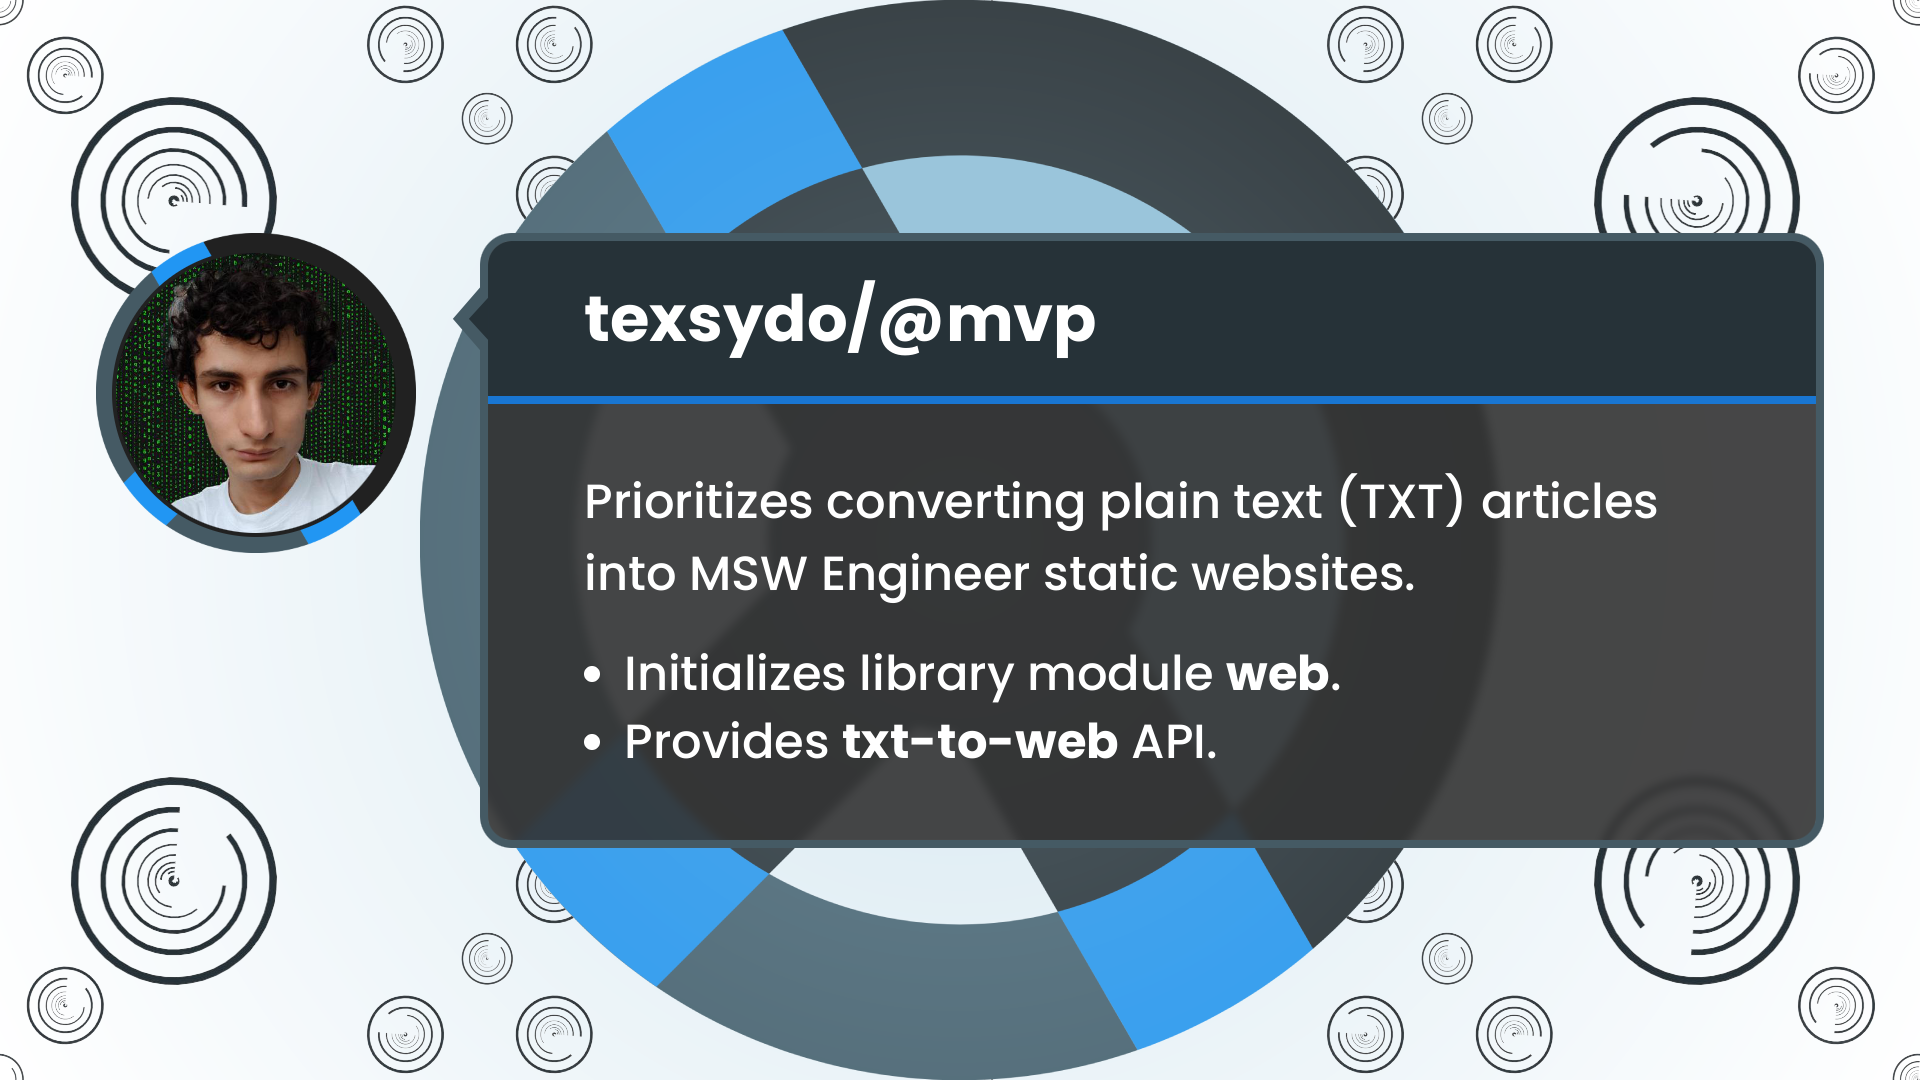 texsydo/@mvp
Prioritizes converting plain text (TXT) articles
into MSW Engineer static websites.
• Initializes library module web.
• Provides txt-to-web API.